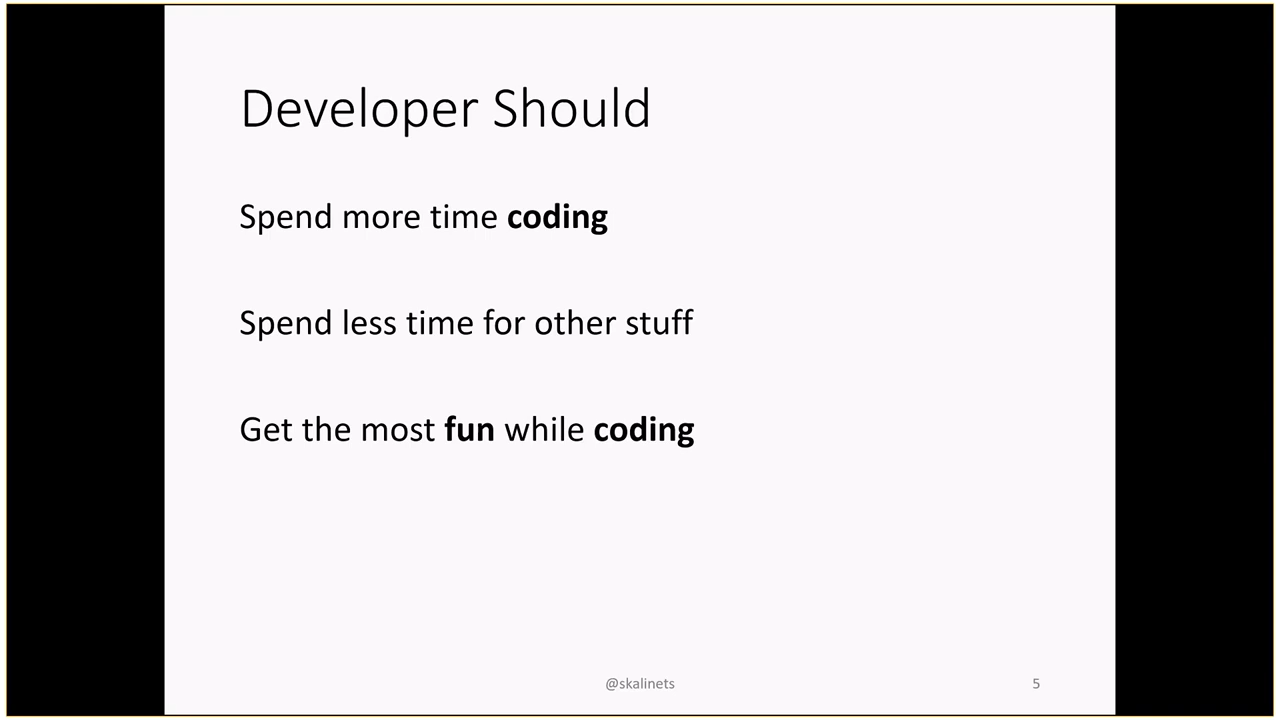 Developer Should
Spend more time coding
Spend less time for other stuff
Get the most fun while coding
@skalinets
5